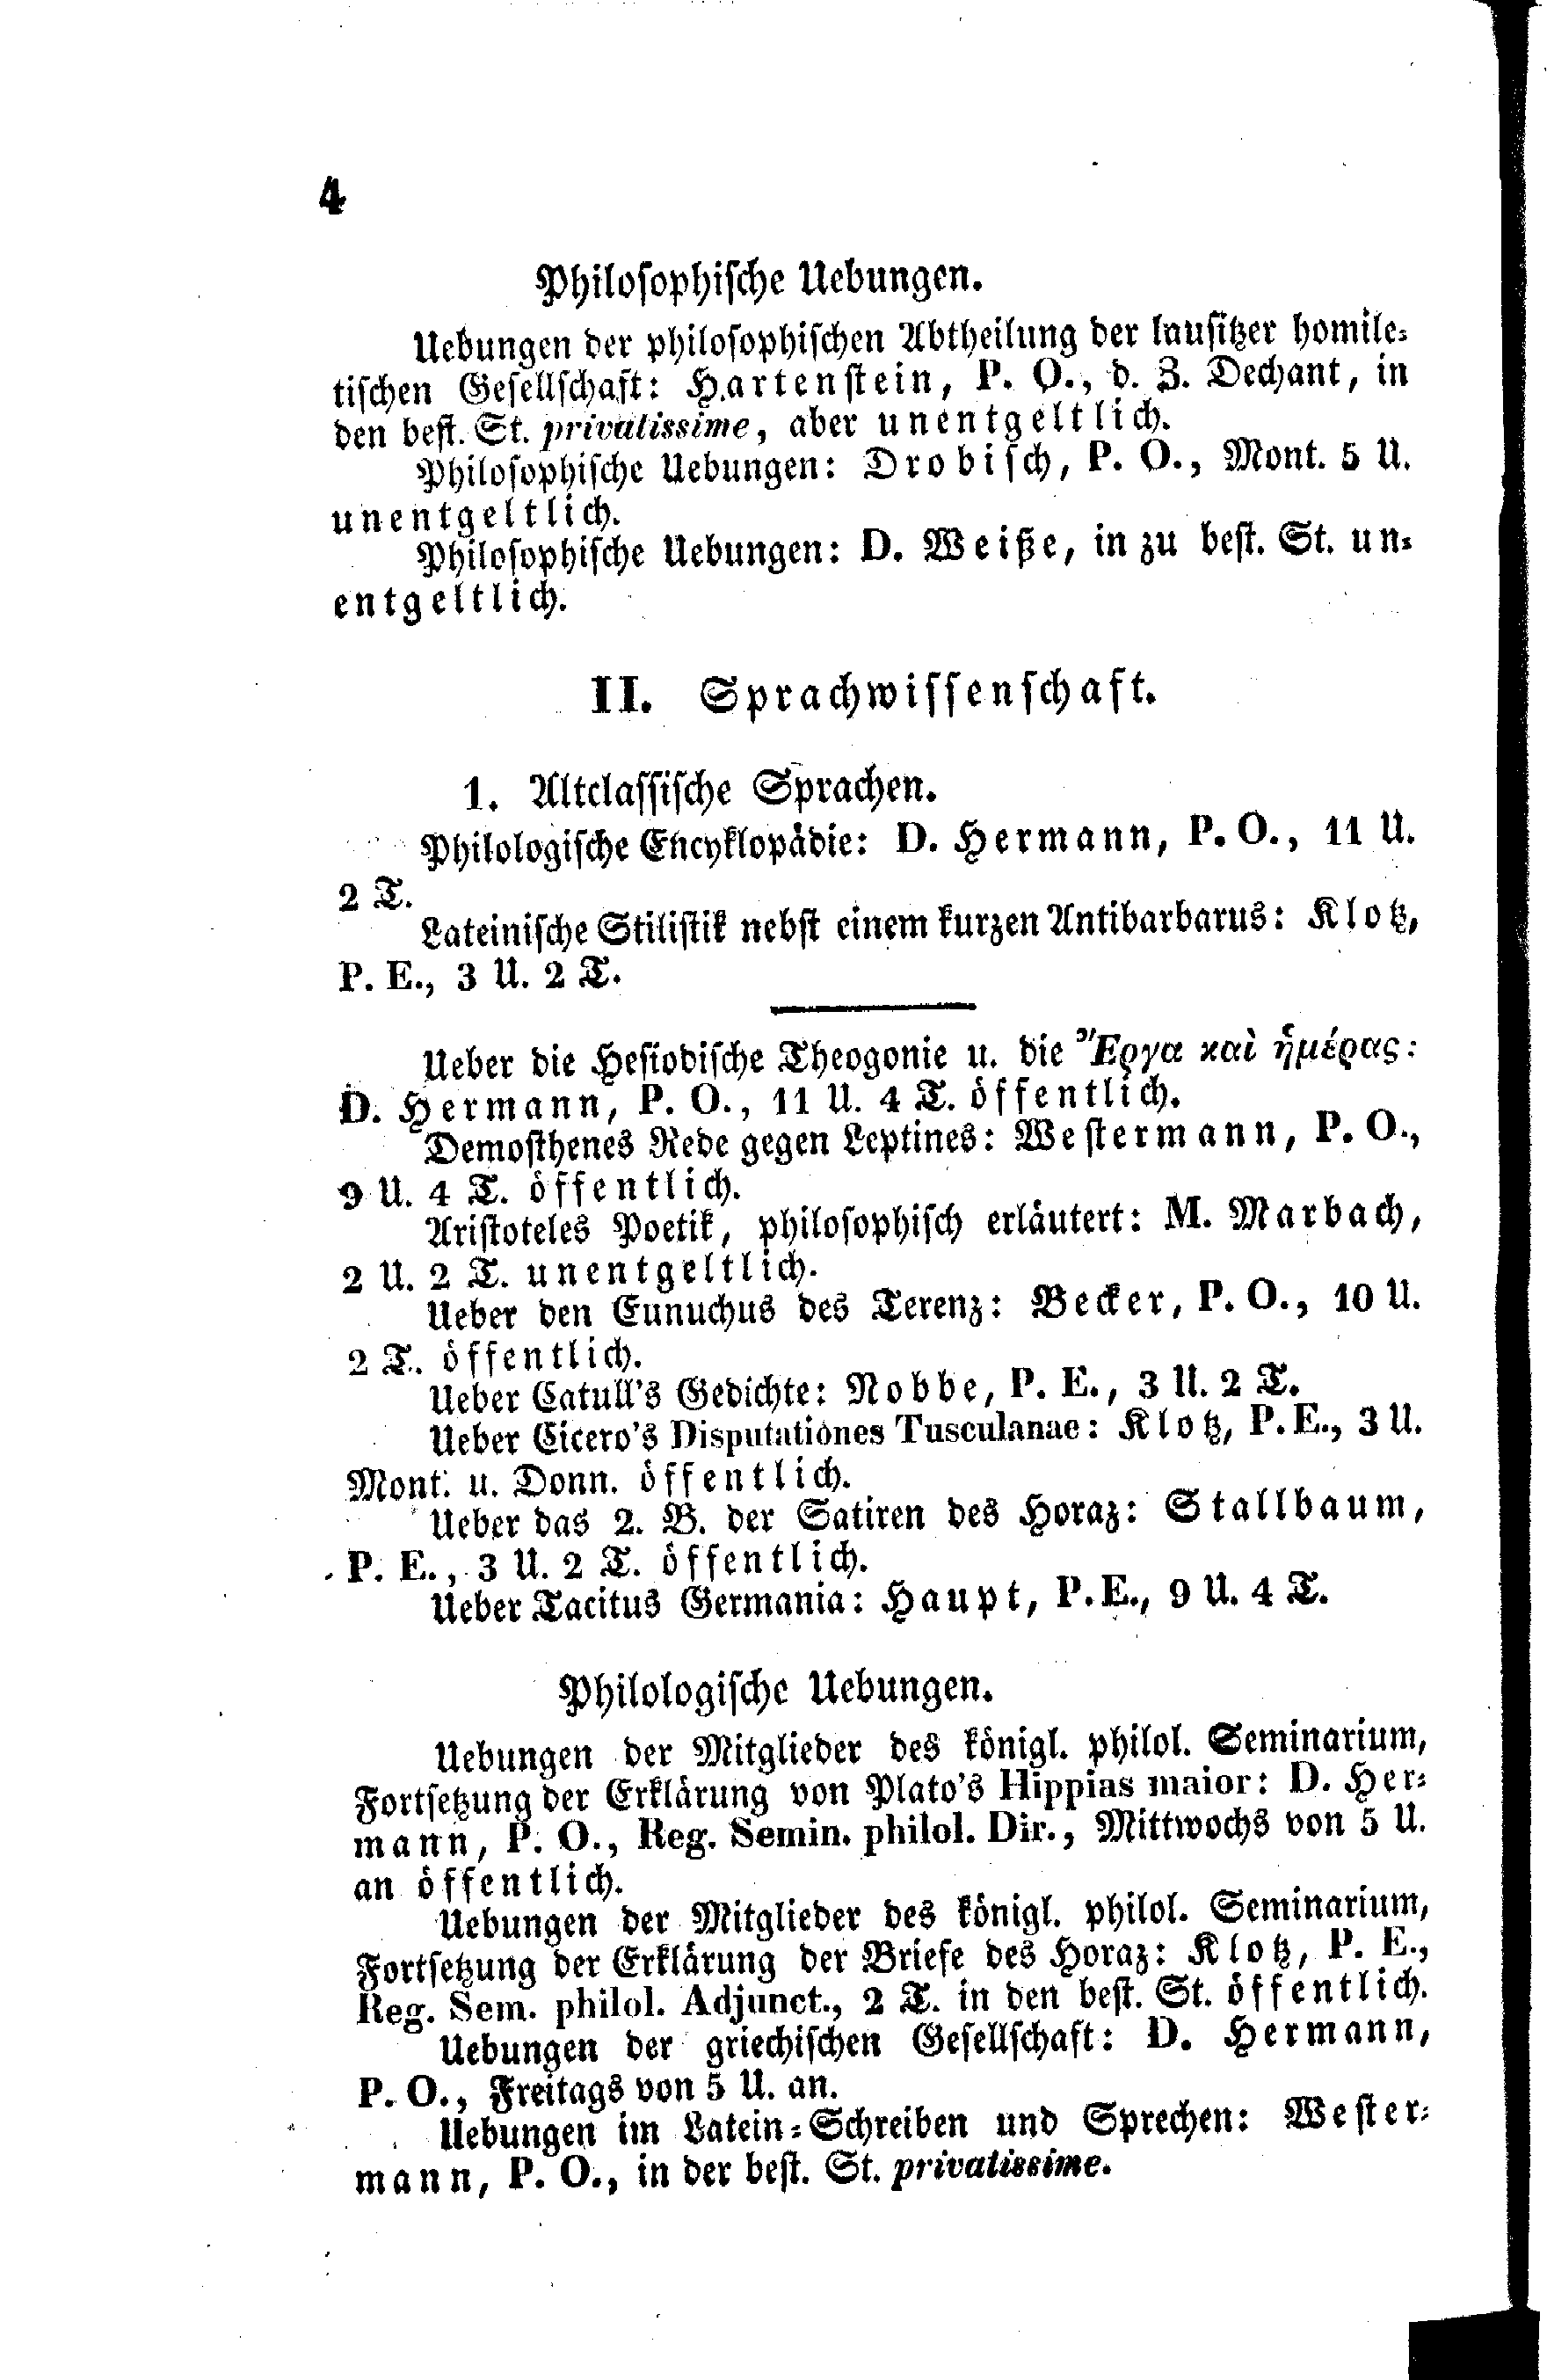 4
Philosophische Uebungen.
Uebungen der philosophischen Abtheilung der lausitzer homile-
tischen Gesellschaft: Hartenstein, P. O., d. Z. Dechant, in
den best. St. privatissime, aber unentgeltlich.
Philosophische Uebungen: Drobisch, P. O., Mont. 5 U.
unentgeltlich.
Philosophische Uebungen: D. Weiße, in zu best. St. un-
entgeltlich.
II. Sprachwissenschaft.
1. Altclassische Sprachen.
Philologische Encyklopädie: D. Hermann, P. O., 11 U.
2 T.
Lateinische Stilistik nebst einem kurzen Antibarbarus: Klotz,
P. E., 3 U. 2 T.
Ueber die Hesiodische Theogonie u. die Ἔργα καὶ ἡμέρας:
D. Hermann, P. O., 11 U. 4 T. öffentlich.
Demosthenes Rede gegen Leptines: Westermann, P. O.,
9 U. 4 T. öffentlich.
Aristoteles Poetik, philosophisch erläutert: M. Marbach,
2 U. 2 T. unentgeltlich.
Ueber den Eunuchus des Terenz: Becker, P. O., 10 U.
2 T. öffentlich.
Ueber Catull's Gedichte: Nobbe, P. E., 3 U. 2 T.
Ueber Cicero's Disputationes Tusculanae: Klotz, P. E., 3 U.
Mont. u. Donn. öffentlich.
Ueber das 2. B. der Satiren des Horaz: Stallbaum,
P. E., 3 U. 2 T. öffentlich.
Ueber Tacitus Germania: Haupt, P. E., 9 U. 4 T.
Philologische Uebungen.
Uebungen der Mitglieder des königl. philol. Seminarium,
Fortsetzung der Erklärung von Plato's Hippias maior: D. Her-
mann, P. O., Reg. Semin. philol. Dir., Mittwochs von 5 U.
an öffentlich.
Uebungen der Mitglieder des königl. philol. Seminarium,
Fortsetzung der Erklärung der Briefe des Horaz: Klotz, P. E.,
Reg. Sem. philol. Adjunct., 2 T. in den best. St. öffentlich.
Uebungen der griechischen Gesellschaft: D. Hermann,
P. O., Freitags von 5 U. an.
Uebungen im Latein-Schreiben und Sprechen: Wester-
mann, P. O., in der best. St. privatissime.